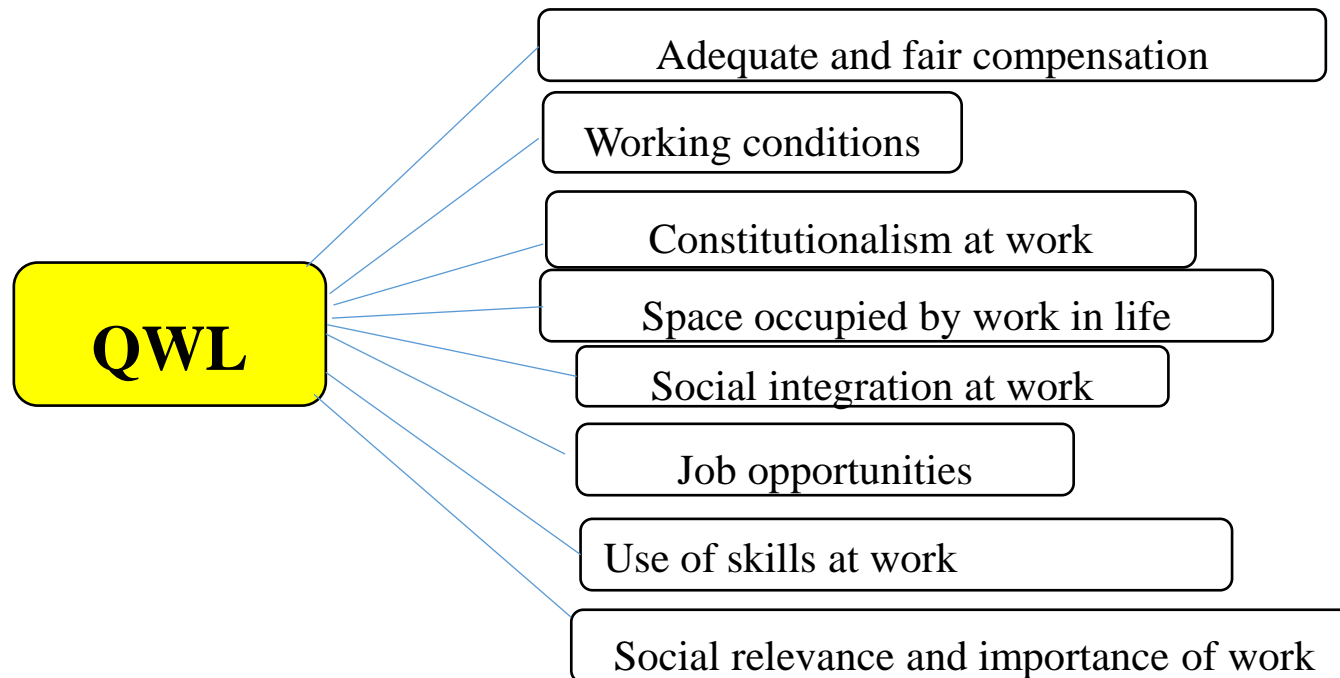 Adequate and fair compensation
Working conditions
Constitutionalism at work
QWL
Space occupied by work in life
Social integration at work
Job opportunities
Use of skills at work
Social relevance and importance of work